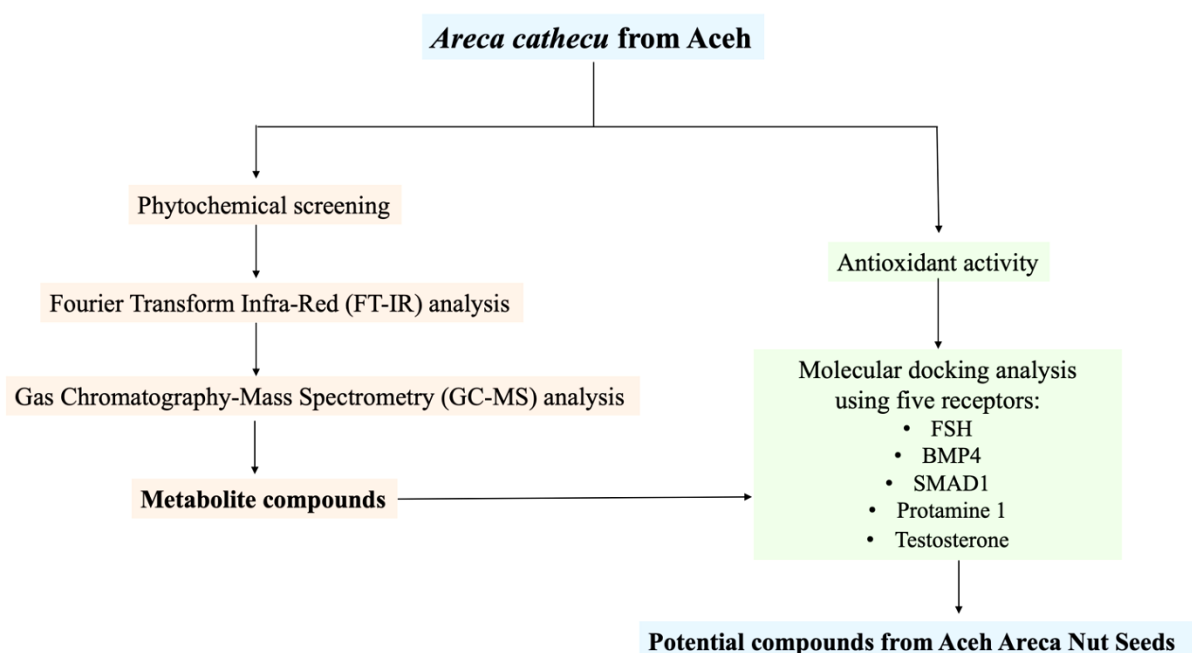 Areca cathecu from Aceh
Phytochemical screening
Fourier Transform Infra-Red (FT-IR) analysis
Gas Chromatography-Mass Spectrometry (GC-MS) analysis
Metabolite compounds
Antioxidant activity
Molecular docking analysis
using five receptors:
• FSH
• BMP4
• SMAD1
• Protamine 1
• Testosterone
Potential compounds from Aceh Areca Nut Seeds